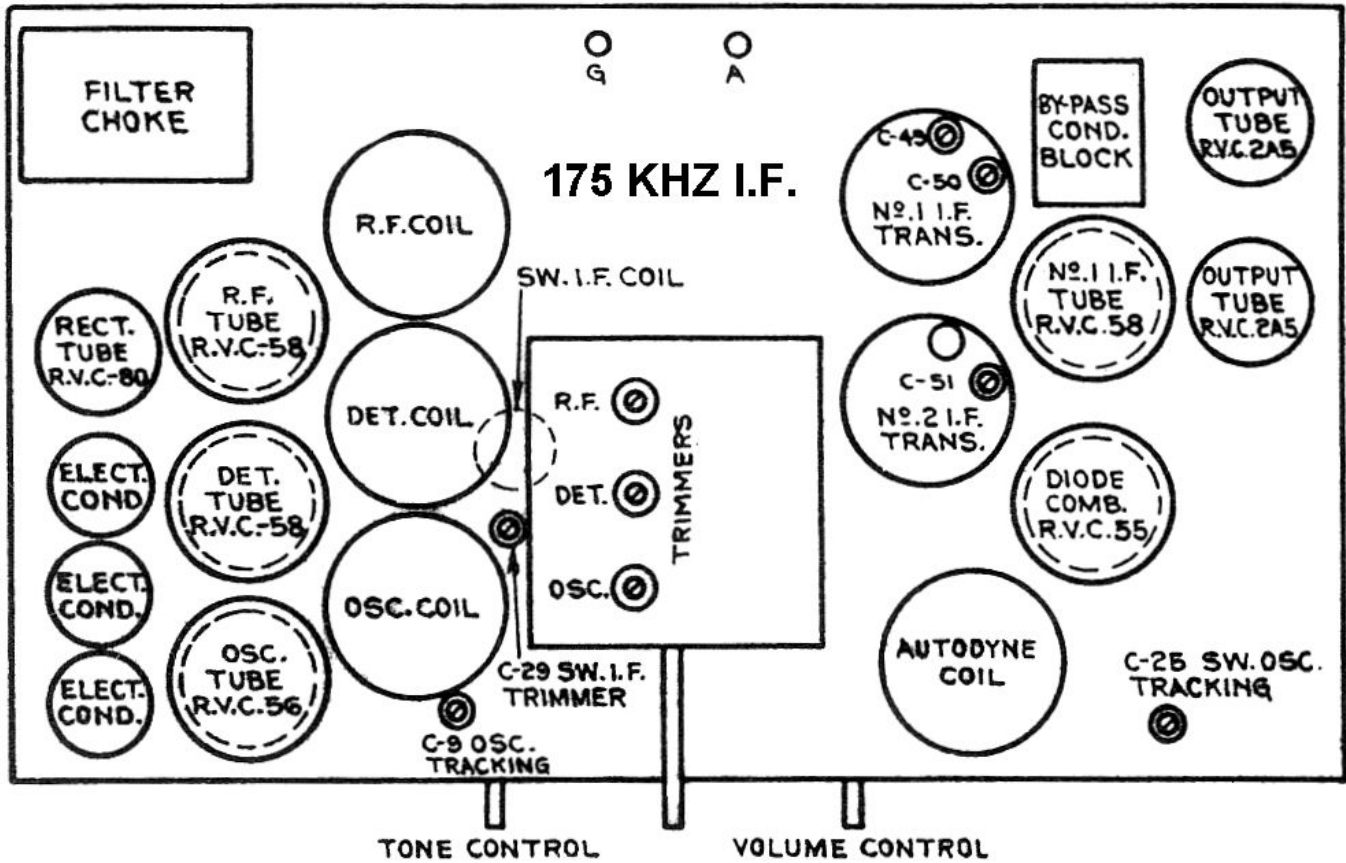 FILTER
CHOKE
G
A
BY-PASS
COND.
BLOCK
OUTPUT
TUBE
R.V.C.2A5
C-49
C-50
Nº.1 I.F.
TRANS.
175 KHZ I.F.
R.F.COIL
SW. I.F. COIL
R.F.
TUBE
R.V.C.-58
RECT.
TUBE
R.V.C.-80
Nº.1 I.F.
TUBE
R.V.C.58
OUTPUT
TUBE
R.V.C.2A5
DET.COIL
R.F.
DET.
OSC.
TRIMMERS
C-51
Nº.2 I.F.
TRANS.
ELECT.
COND.
DET.
TUBE
R.V.C.-58
DIODE
COMB.
R.V.C.55
ELECT.
COND.
OSC.COIL
OSC.
TUBE
R.V.C.56
ELECT.
COND.
C-29 SW. I.F.
TRIMMER
AUTODYNE
COIL
C-25 SW. OSC.
TRACKING
C-9 OSC.
TRACKING
TONE CONTROL
VOLUME CONTROL